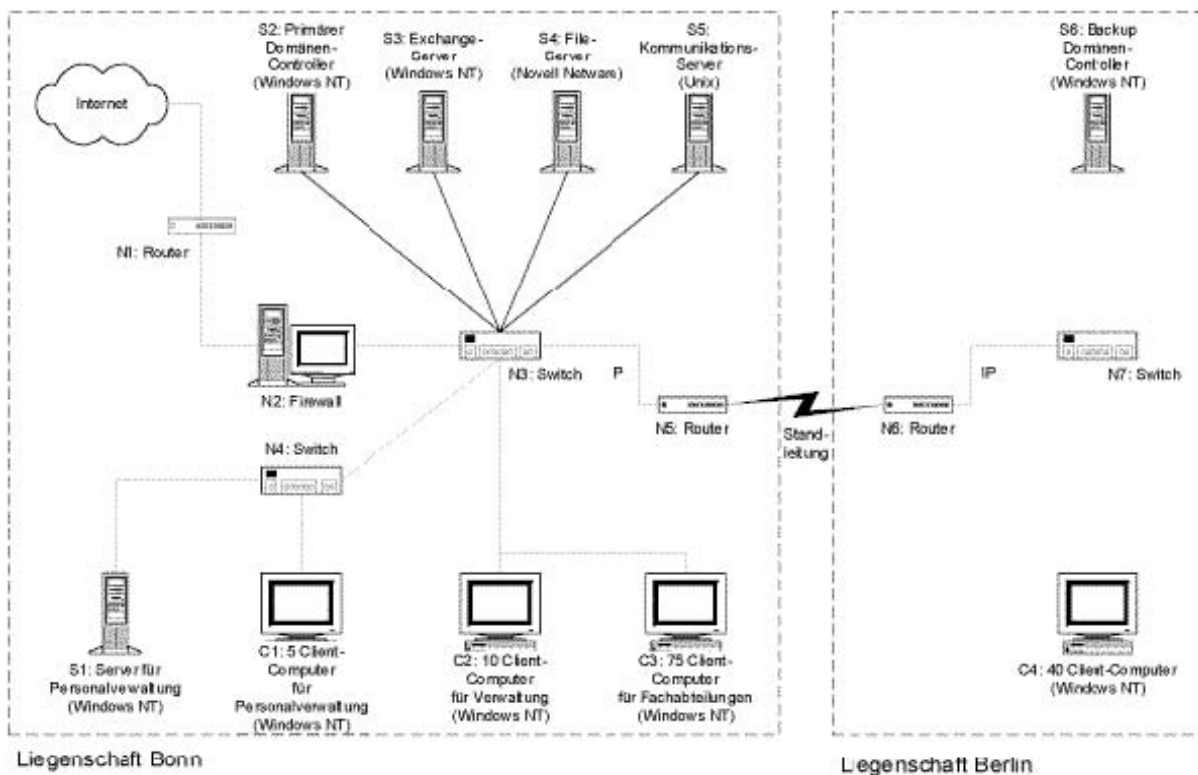 S2: Primärer
Domänen-
Controller
(Windows NT)
S3: Exchange-
Server
(Windows NT)
S4: File-
Server
(Novell Netware)
S5:
Kommunikations-
Server
(Unix)
S6: Backup
Domänen-
Controller
(Windows NT)
Internet
N1: Router
N2: Firewall
N3: Switch
P
N5: Router
Stand-
leitung
N6: Router
IP
N7: Switch
N4: Switch
S1: Server für
Personalverwaltung
(Windows NT)
C1: 5 Client-
Computer
für
Personalverwaltung
(Windows NT)
C2: 10 Client-
Computer
für Verwaltung
(Windows NT)
C3: 75 Client-
Computer
für Fachabteilungen
(Windows NT)
C4: 40 Client-Computer
(Windows NT)
Liegenschaft Bonn
Liegenschaft Berlin